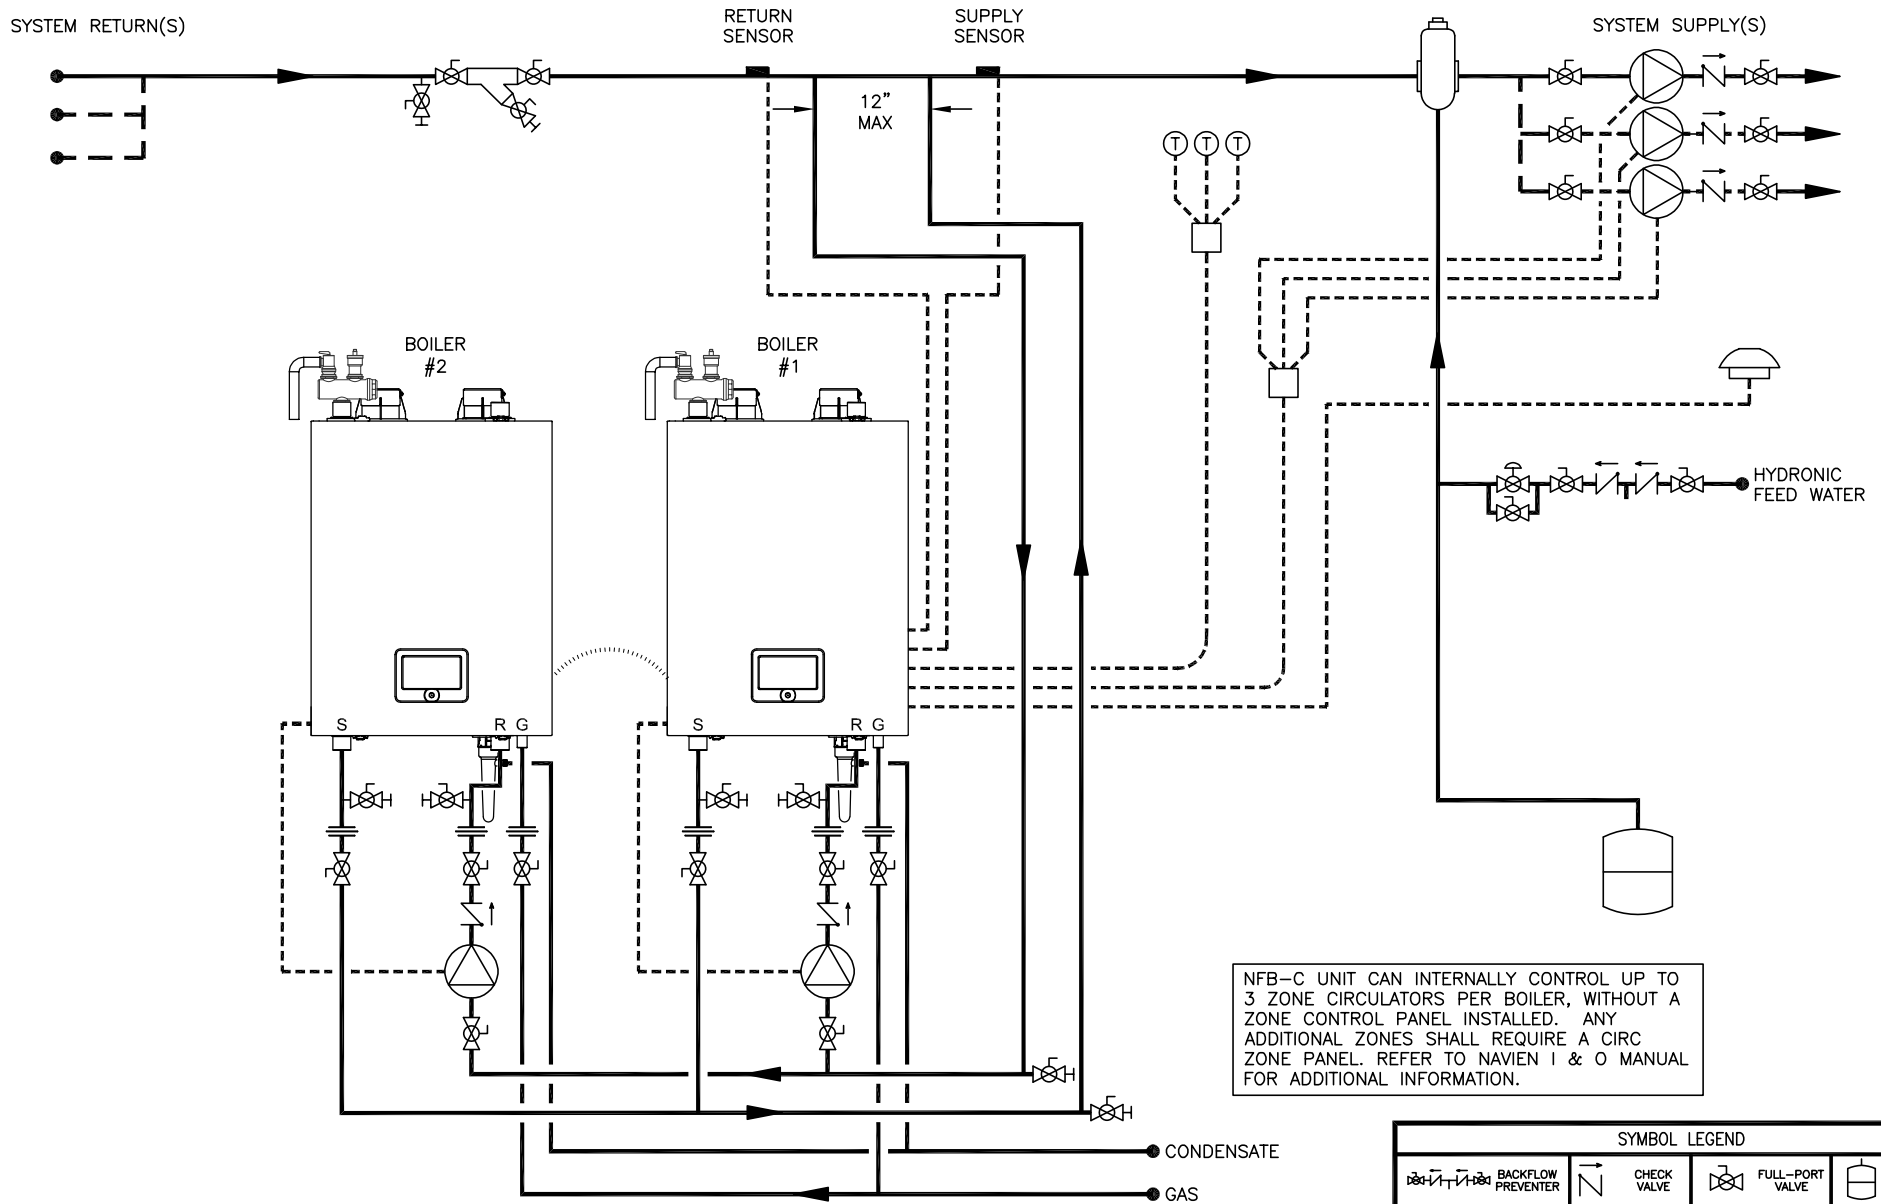 SYSTEM RETURN(S)
RETURN
SENSOR
SUPPLY
SENSOR
SYSTEM SUPPLY(S)
12"
MAX
T T T
BOILER
#2
BOILER
#1
HYDRONIC
FEED WATER
S R G
S R G
NFB-C UNIT CAN INTERNALLY CONTROL UP TO
3 ZONE CIRCULATORS PER BOILER, WITHOUT A
ZONE CONTROL PANEL INSTALLED. ANY
ADDITIONAL ZONES SHALL REQUIRE A CIRC
ZONE PANEL. REFER TO NAVIEN I & O MANUAL
FOR ADDITIONAL INFORMATION.
CONDENSATE
GAS
SYMBOL LEGEND
BACKFLOW
PREVENTER
CHECK
VALVE
FULL-PORT
VALVE